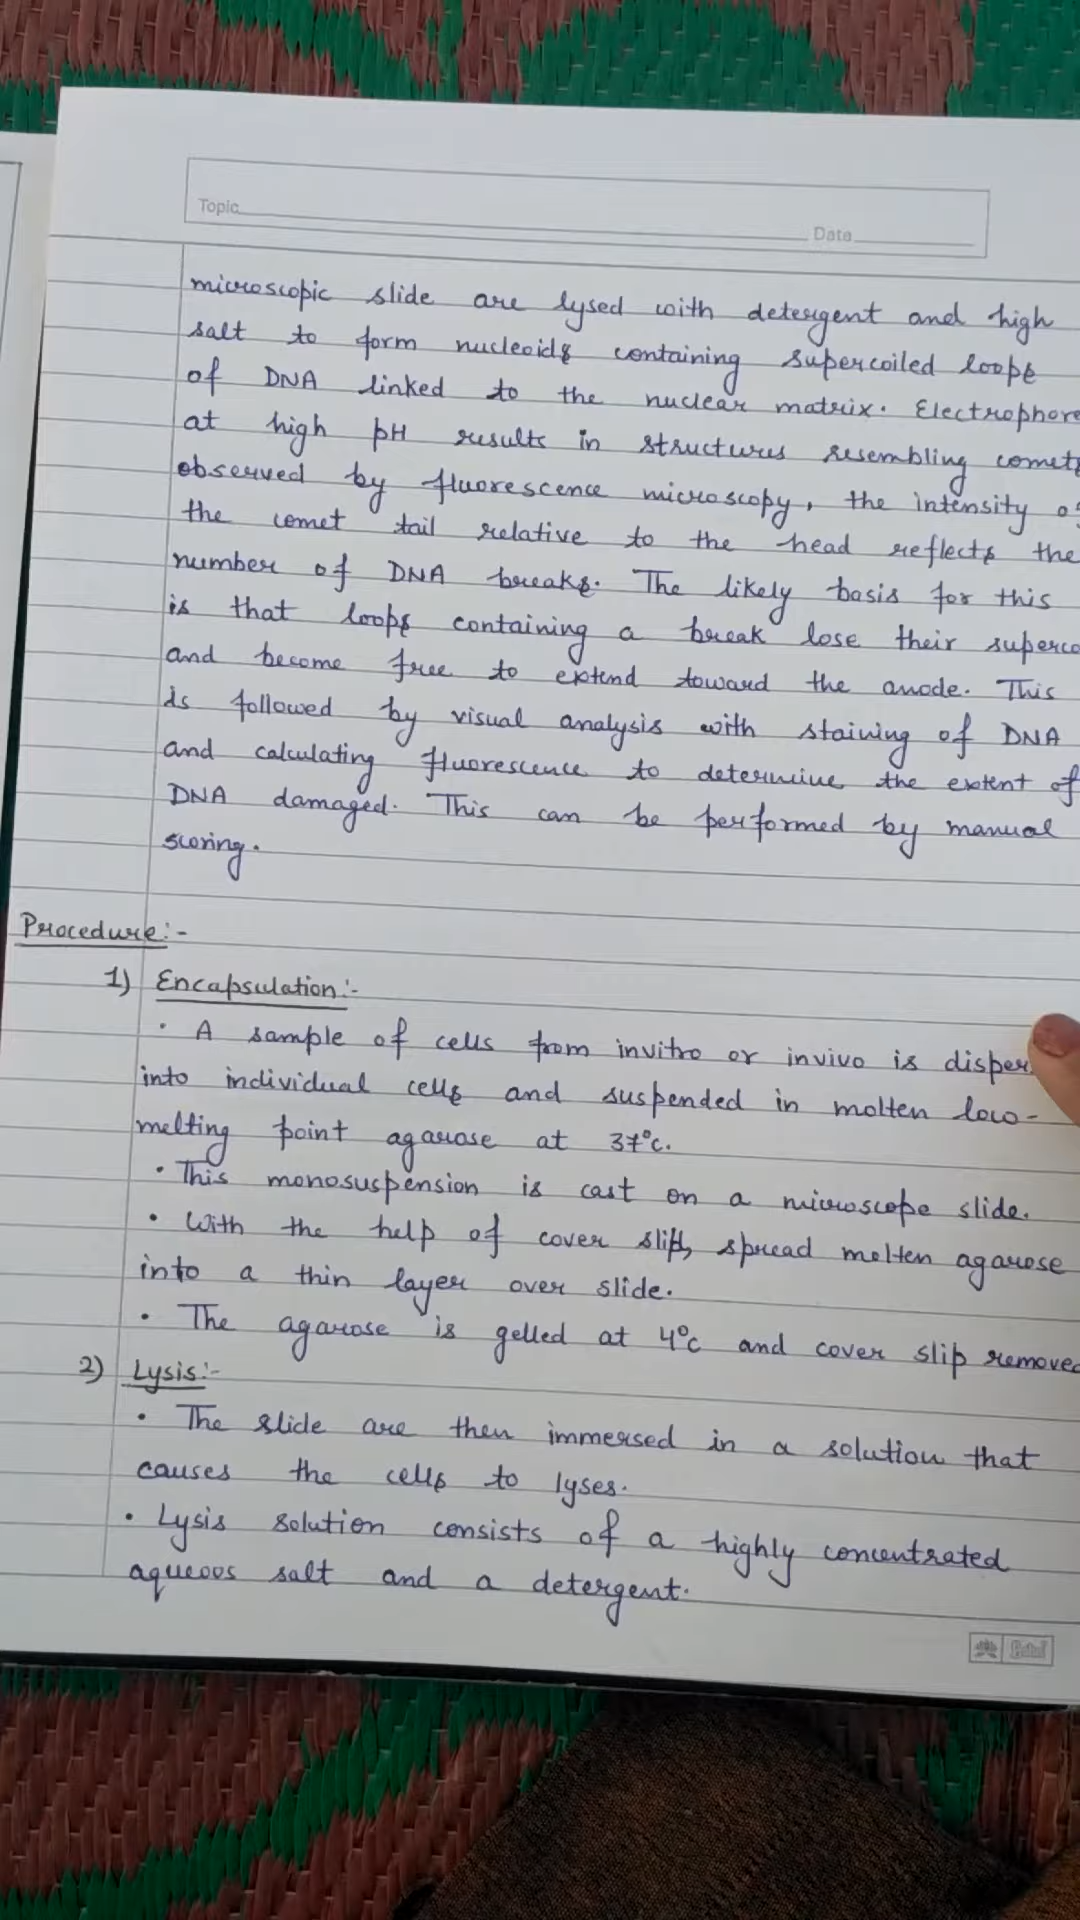 Topic
Data
microscopic slide are lysed with detergent and high
salt to form nucleoids containing supercoiled loops
of DNA linked to the nuclear matrix. Electrophore
at high pH results in structures resembling comets
observed by fluorescence microscopy, the intensity of
the comet tail relative to the head reflects the
number of DNA breaks. The likely basis for this
is that loops containing a break lose their superco
and become free to extend toward the anode. This
is followed by visual analysis with staining of DNA
and calculating fluorescence to determine the extent of
DNA damaged. This can be performed by manual
scoring.
Procedure:-
1) Encapsulation:-
• A sample of cells from invitro or invivo is disper
into individual cells and suspended in molten low-
melting point agarose at 37°c.
• This monosuspension is cast on a microscope slide.
• With the help of cover slip, spread molten agarose
into a thin layer over slide.
• The agarose is gelled at 4°c and cover slip removed
2) Lysis:-
• The slide are then immersed in a solution that
causes the cells to lyses.
• Lysis solution consists of a highly concentrated
aqueous salt and a detergent.